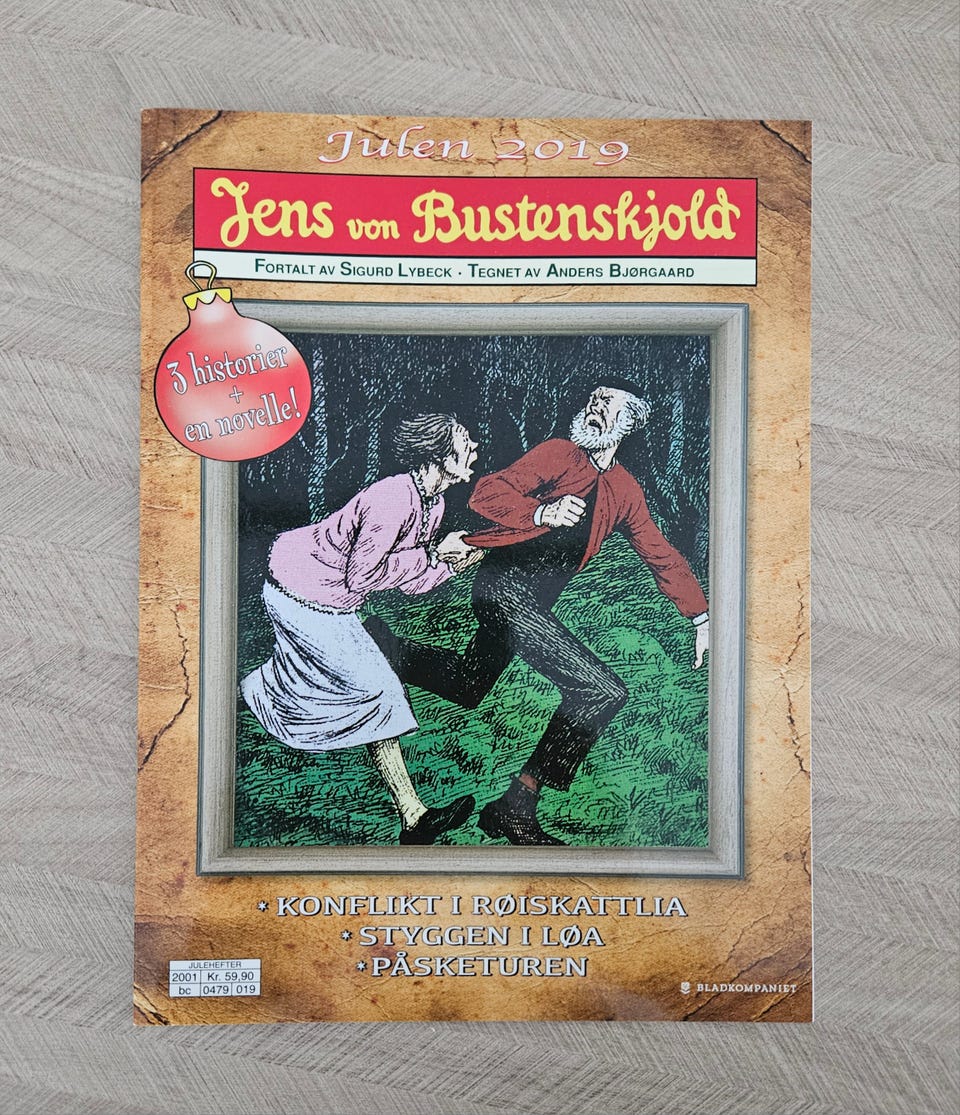 Julen 2019
Jens von Bustenskjold
FORTALT AV SIGURD LYBECK · TEGNET AV ANDERS BJØRGAARD
3 historier
+
en novelle!
* KONFLIKT I RØISKATTLIA
* STYGGEN I LØA
* PÅSKETUREN
JULEHEFTER
2001 Kr. 59,90
bc 0479 019
BLADKOMPANIET